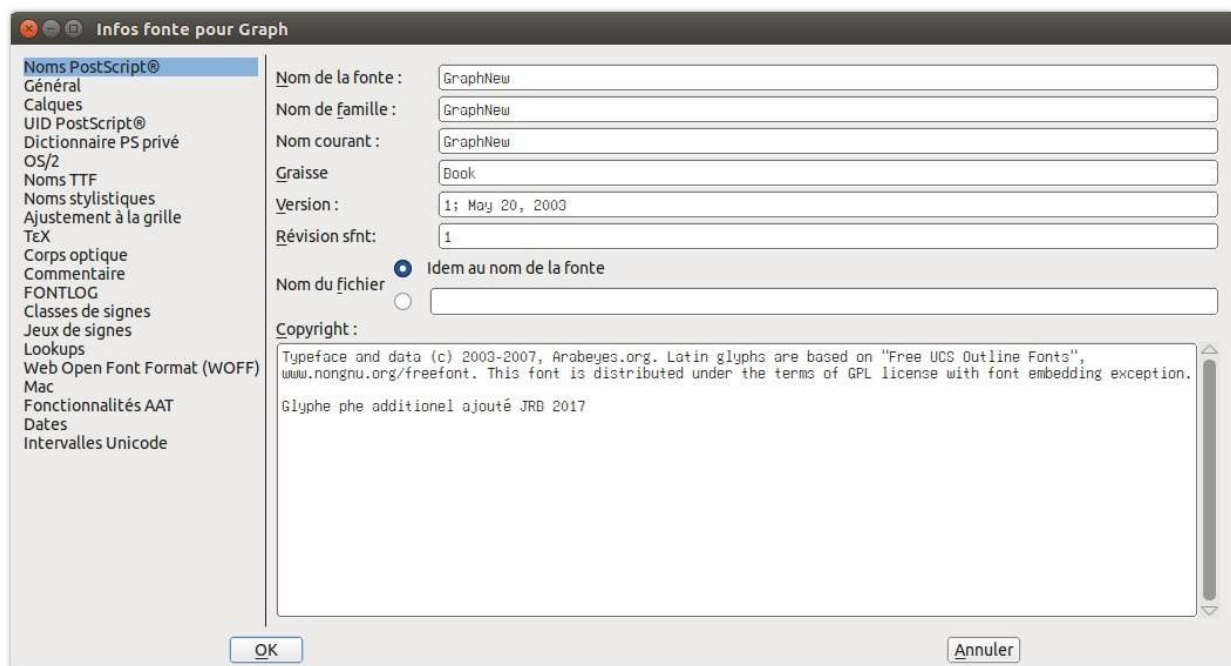 Infos fonte pour Graph
Noms PostScript®
Général
Calques
UID PostScript®
Dictionnaire PS privé
OS/2
Noms TTF
Noms stylistiques
Ajustement à la grille
ΤεΧ
Corps optique
Commentaire
FONTLOG
Classes de signes
Jeux de signes
Lookups
Web Open Font Format (WOFF)
Mac
Fonctionnalités AAT
Dates
Intervalles Unicode
Nom de la fonte : GraphNew
Nom de famille : GraphNew
Nom courant : GraphNew
Graisse Book
Version : 1; May 20, 2003
Révision sfnt: 1
Nom du fichier Idem au nom de la fonte
Copyright :
Typeface and data (c) 2003-2007, Arabeyes.org. Latin glyphs are based on "Free UCS Outline Fonts",
www.nongnu.org/freefont. This font is distributed under the terms of GPL license with font embedding exception.
Glyphe phe additionel ajouté JRB 2017
OK
Annuler